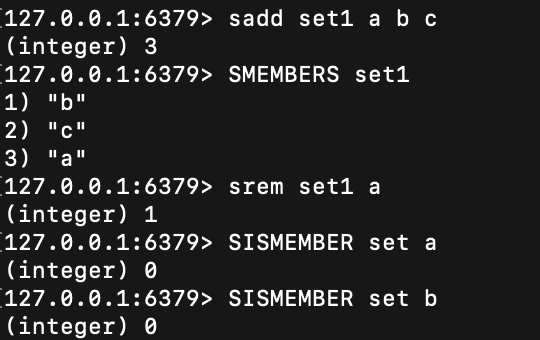 [127.0.0.1:6379> sadd set1 a b c
(integer) 3
[127.0.0.1:6379> SMEMBERS set1
1) "b"
2) "c"
3) "a"
[127.0.0.1:6379> srem set1 a
(integer) 1
[127.0.0.1:6379> SISMEMBER set a
(integer) 0
[127.0.0.1:6379> SISMEMBER set b
(integer) 0